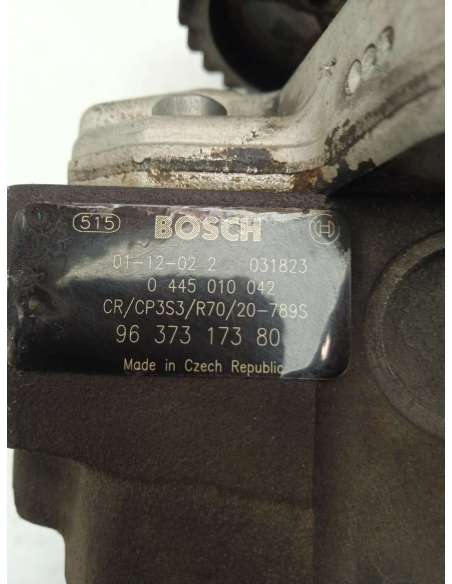 515 BOSCH H
01-12-02 2 031823
0 445 010 042
CR/CP3S3/R70/20-789S
96 373 173 80
Made in Czech Republic